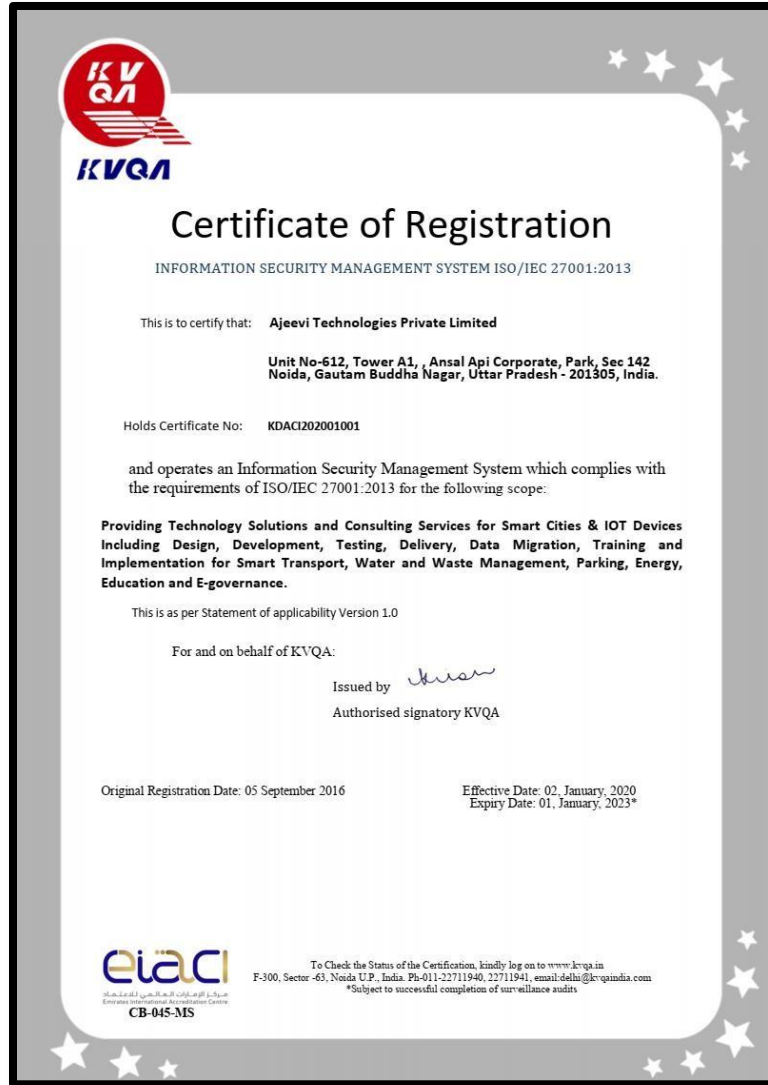 KV
QA
KVQA
Certificate of Registration
INFORMATION SECURITY MANAGEMENT SYSTEM ISO/IEC 27001:2013
This is to certify that: Ajeevi Technologies Private Limited
Unit No-612, Tower A1, , Ansal Api Corporate, Park, Sec 142
Noida, Gautam Buddha Nagar, Uttar Pradesh - 201305, India.
Holds Certificate No: KDACI202001001
and operates an Information Security Management System which complies with
the requirements of ISO/IEC 27001:2013 for the following scope:
Providing Technology Solutions and Consulting Services for Smart Cities & IOT Devices
Including Design, Development, Testing, Delivery, Data Migration, Training and
Implementation for Smart Transport, Water and Waste Management, Parking, Energy,
Education and E-governance.
This is as per Statement of applicability Version 1.0
For and on behalf of KVQA:
Issued by
Authorised signatory KVQA
Original Registration Date: 05 September 2016
Effective Date: 02, January, 2020
Expiry Date: 01, January, 2023*
eiaci
مركز الإمارات العالمي للاعتماد
Emirates International Accreditation Centre
CB-045-MS
To Check the Status of the Certification, kindly log on to www.kvqa.in
F-300, Sector -63, Noida U.P., India. Ph-011-22711940, 22711941, email:delhi@kvqaindia.com
*Subject to successful completion of surveillance audits